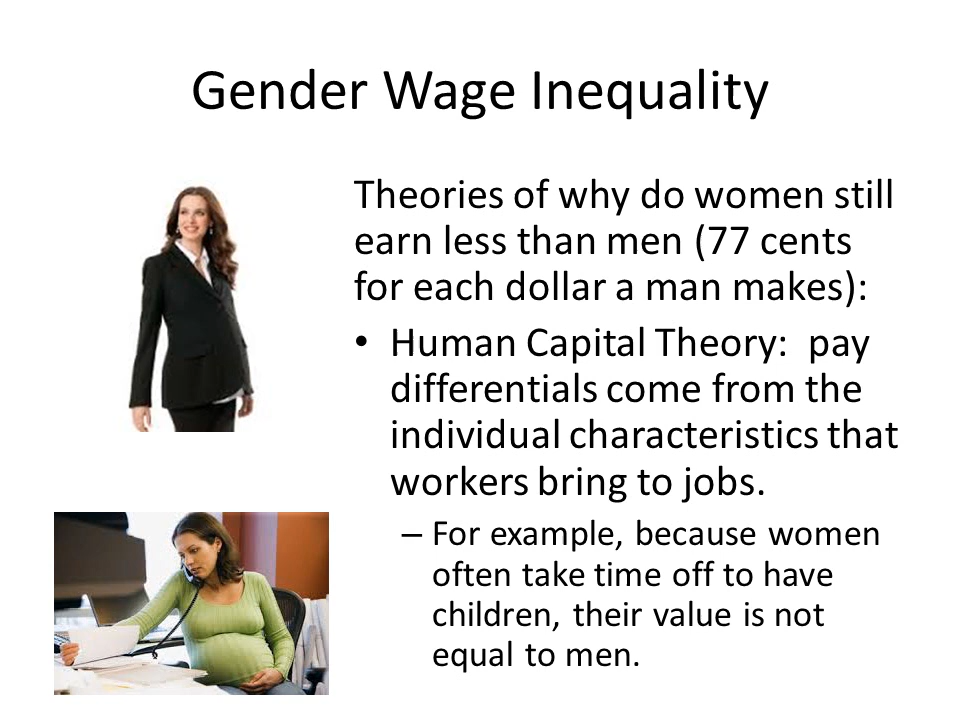 Gender Wage Inequality
Theories of why do women still
earn less than men (77 cents
for each dollar a man makes):
• Human Capital Theory:  pay
differentials come from the
individual characteristics that
workers bring to jobs.
– For example, because women
often take time off to have
children, their value is not
equal to men.